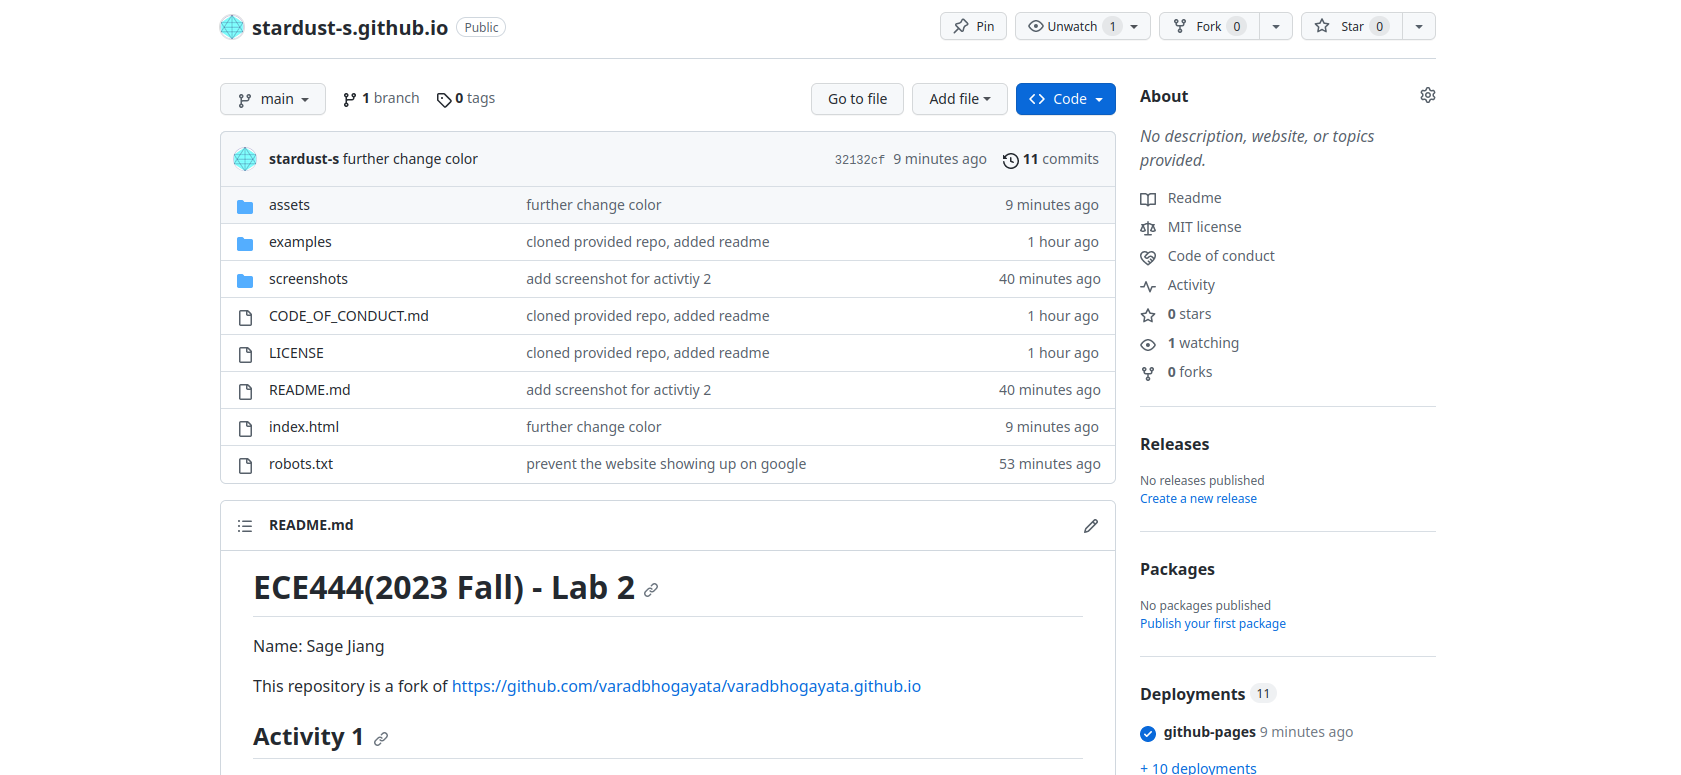 stardust-s.github.io Public Pin Unwatch 1 Fork 0 Star 0
main 1 branch 0 tags Go to file Add file Code
stardust-s further change color 32132cf 9 minutes ago 11 commits
assets further change color 9 minutes ago
examples cloned provided repo, added readme 1 hour ago
screenshots add screenshot for activtiy 2 40 minutes ago
CODE_OF_CONDUCT.md cloned provided repo, added readme 1 hour ago
LICENSE cloned provided repo, added readme 1 hour ago
README.md add screenshot for activtiy 2 40 minutes ago
index.html further change color 9 minutes ago
robots.txt prevent the website showing up on google 53 minutes ago
README.md
ECE444(2023 Fall) - Lab 2
Name: Sage Jiang
This repository is a fork of https://github.com/varadbhogayata/varadbhogayata.github.io
Activity 1
About
No description, website, or topics
provided.
Readme
MIT license
Code of conduct
Activity
0 stars
1 watching
0 forks
Releases
No releases published
Create a new release
Packages
No packages published
Publish your first package
Deployments 11
github-pages 9 minutes ago
+ 10 deployments